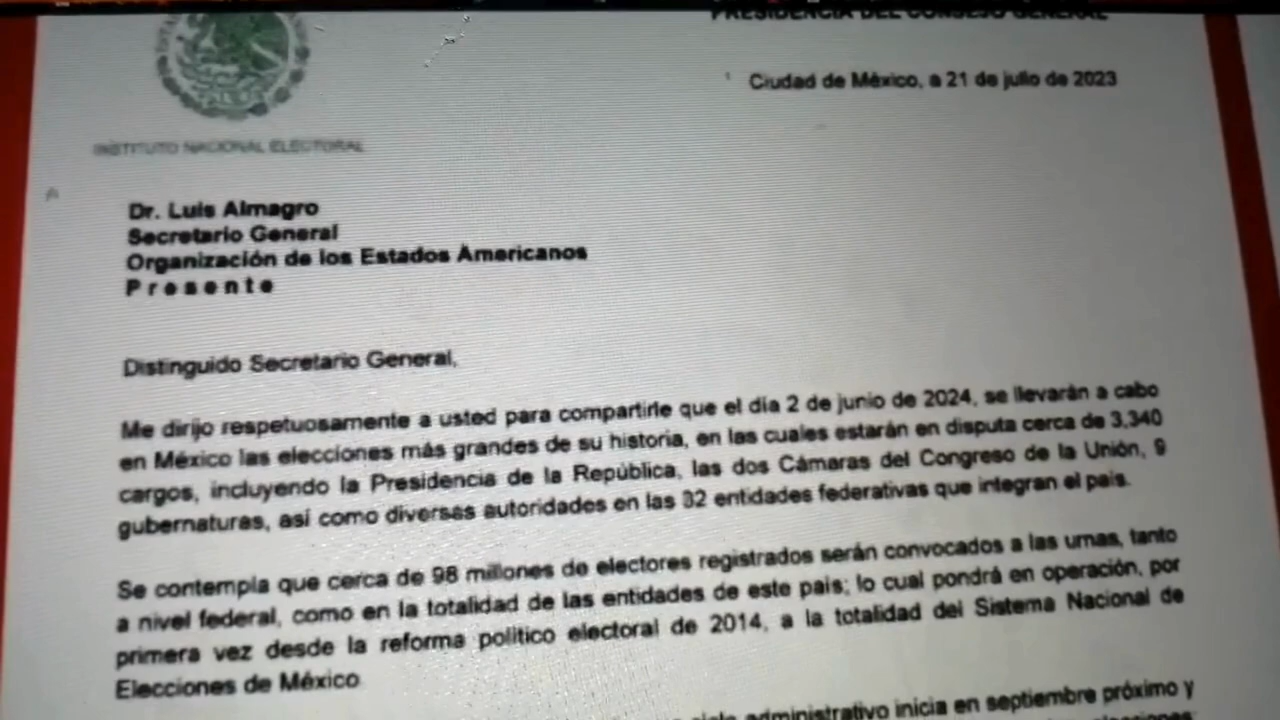 PRESIDENCIA DEL CONSEJO GENERAL
Ciudad de México, a 21 de julio de 2023
INSTITUTO NACIONAL ELECTORAL
Dr. Luis Almagro
Secretario General
Organización de los Estados Americanos
P r e s e n t e
Distinguido Secretario General,
Me dirijo respetuosamente a usted para compartirle que el día 2 de junio de 2024, se llevarán a cabo
en México las elecciones más grandes de su historia, en las cuales estarán en disputa cerca de 3,340
cargos, incluyendo la Presidencia de la República, las dos Cámaras del Congreso de la Unión, 9
gubernaturas, así como diversas autoridades en las 32 entidades federativas que integran el país.
Se contempla que cerca de 98 millones de electores registrados serán convocados a las urnas, tanto
a nivel federal, como en la totalidad de las entidades de este país; lo cual pondrá en operación, por
primera vez desde la reforma político electoral de 2014, a la totalidad del Sistema Nacional de
Elecciones de México
administrativo inicia en septiembre próximo y